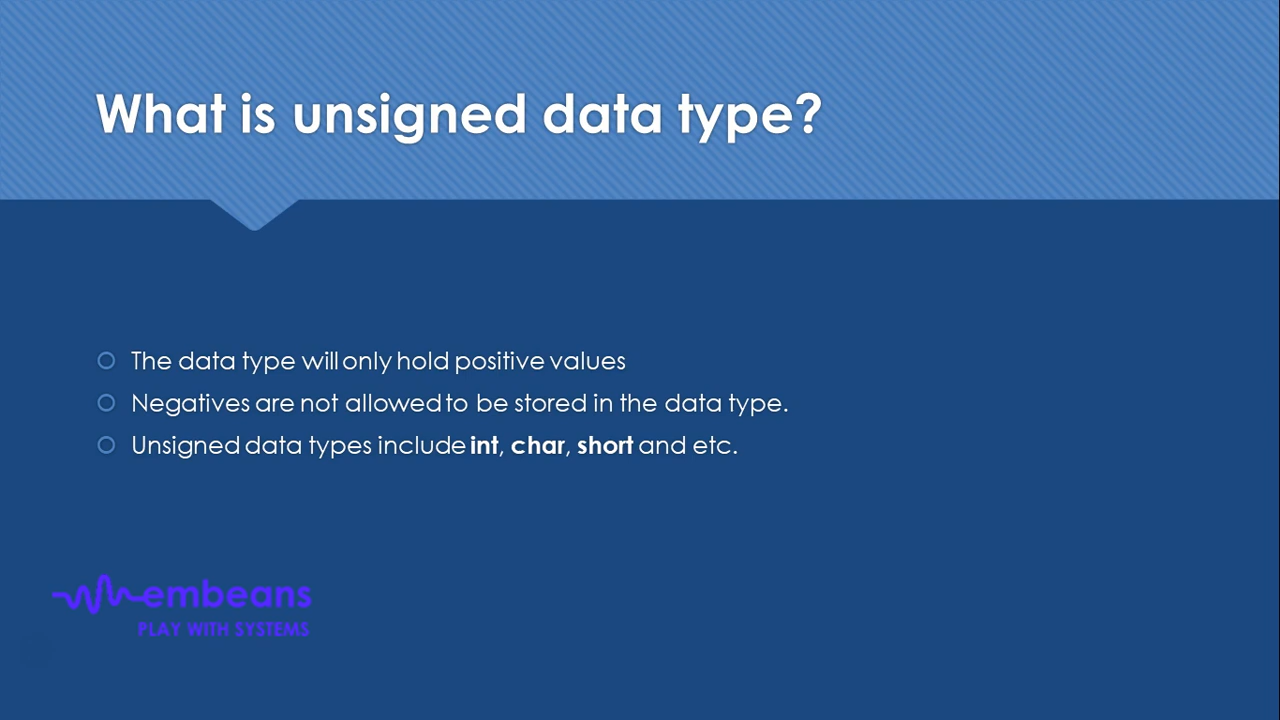 What is unsigned data type?
The data type will only hold positive values
Negatives are not allowed to be stored in the data type.
Unsigned data types include int, char, short and etc.
embeans
PLAY WITH SYSTEMS